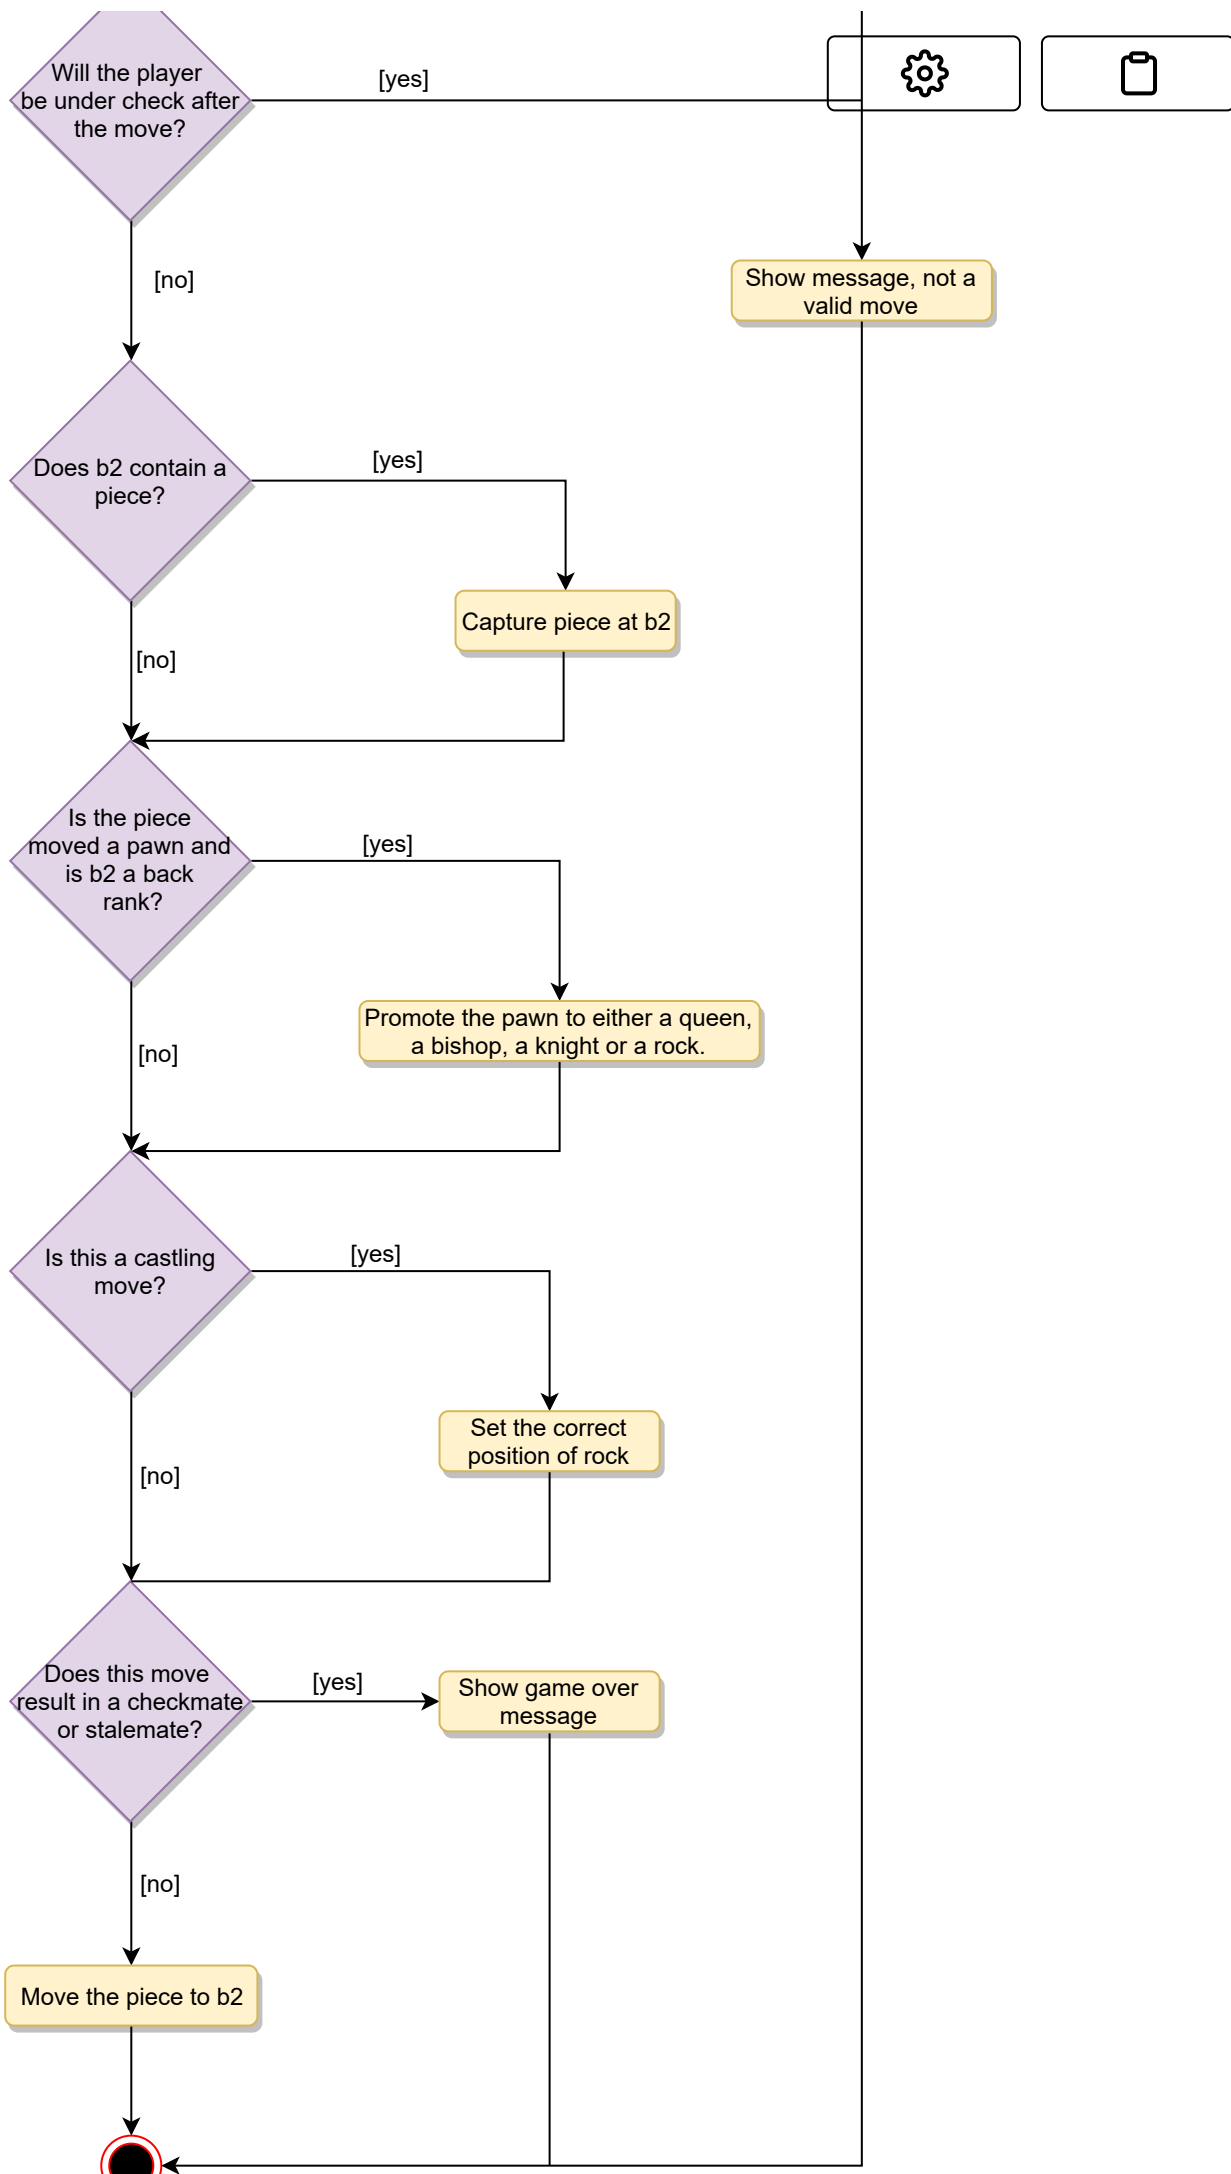 Will the player
be under check after
the move?
[yes]
[no]
Show message, not a
valid move
Does b2 contain a
piece?
[yes]
Capture piece at b2
[no]
Is the piece
moved a pawn and
is b2 a back
rank?
[yes]
Promote the pawn to either a queen,
a bishop, a knight or a rock.
[no]
Is this a castling
move?
[yes]
Set the correct
position of rock
[no]
Does this move
result in a checkmate
or stalemate?
[yes]
Show game over
message
[no]
Move the piece to b2